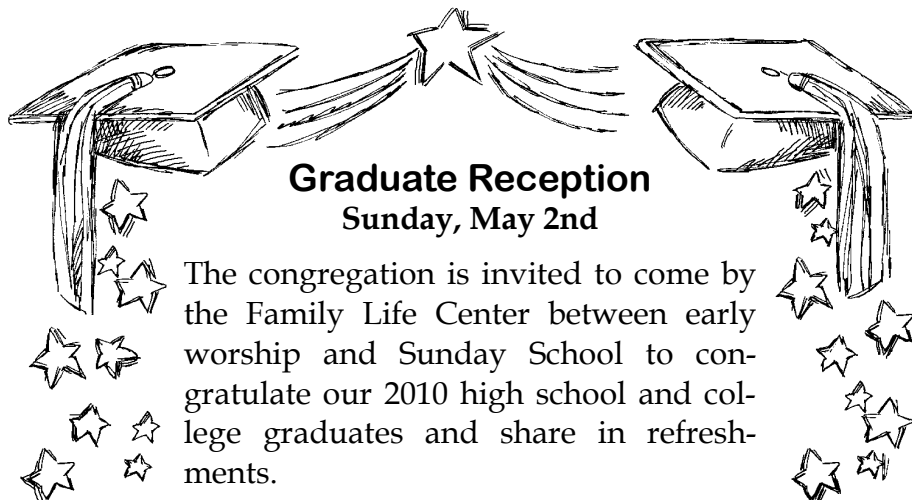 Graduate Reception
Sunday, May 2nd
The congregation is invited to come by
the Family Life Center between early
worship and Sunday School to con-
gratulate our 2010 high school and col-
lege graduates and share in refresh-
ments.